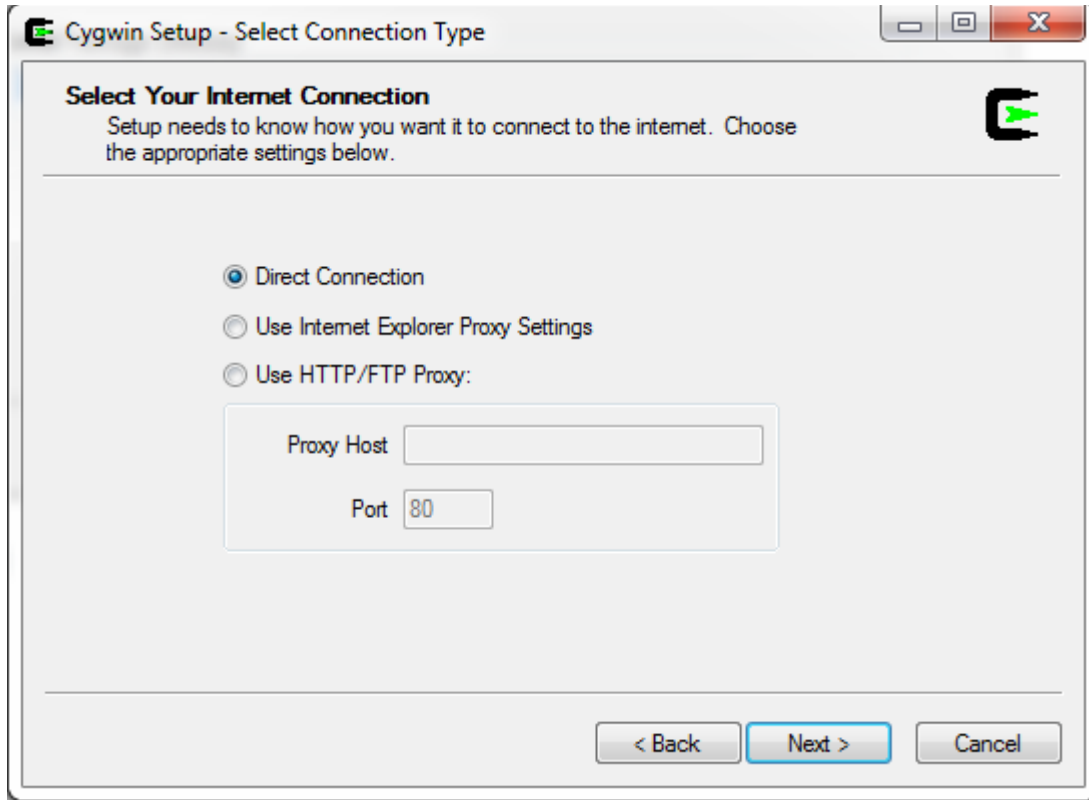 Cygwin Setup - Select Connection Type
Select Your Internet Connection
Setup needs to know how you want it to connect to the internet.  Choose
the appropriate settings below.
Direct Connection
Use Internet Explorer Proxy Settings
Use HTTP/FTP Proxy:
Proxy Host
Port 80
< Back Next > Cancel